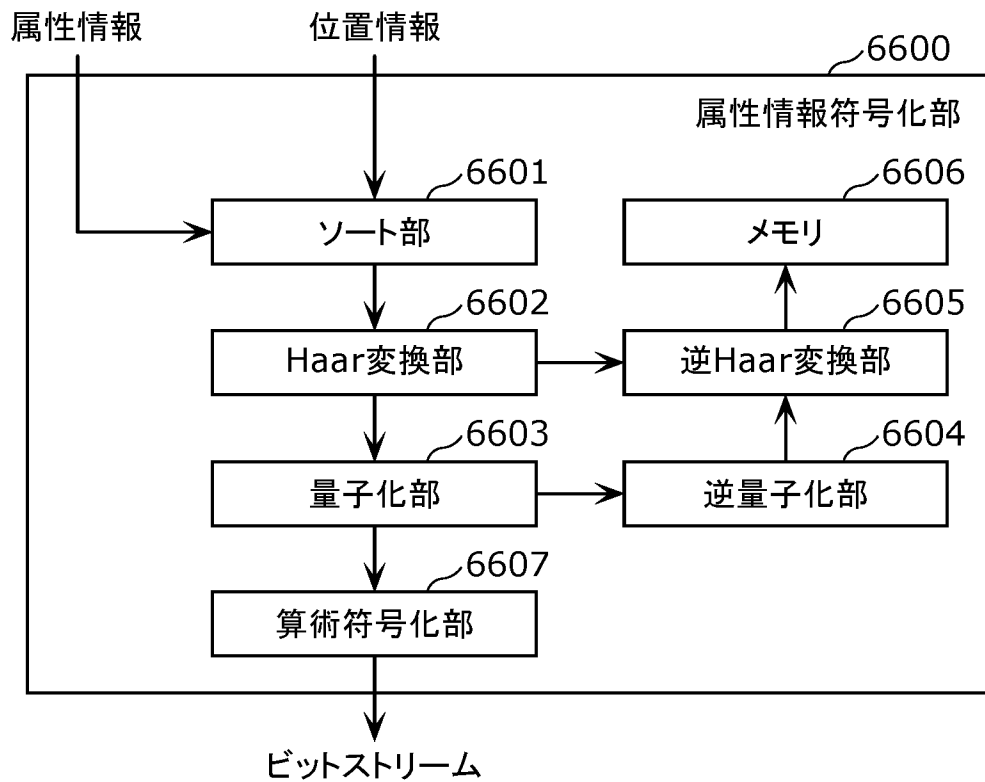 属性情報
位置情報
6600
属性情報符号化部
6601
ソート部
6606
メモリ
6602
Haar変換部
6605
逆Haar変換部
6603
量子化部
6604
逆量子化部
6607
算術符号化部
ビットストリーム